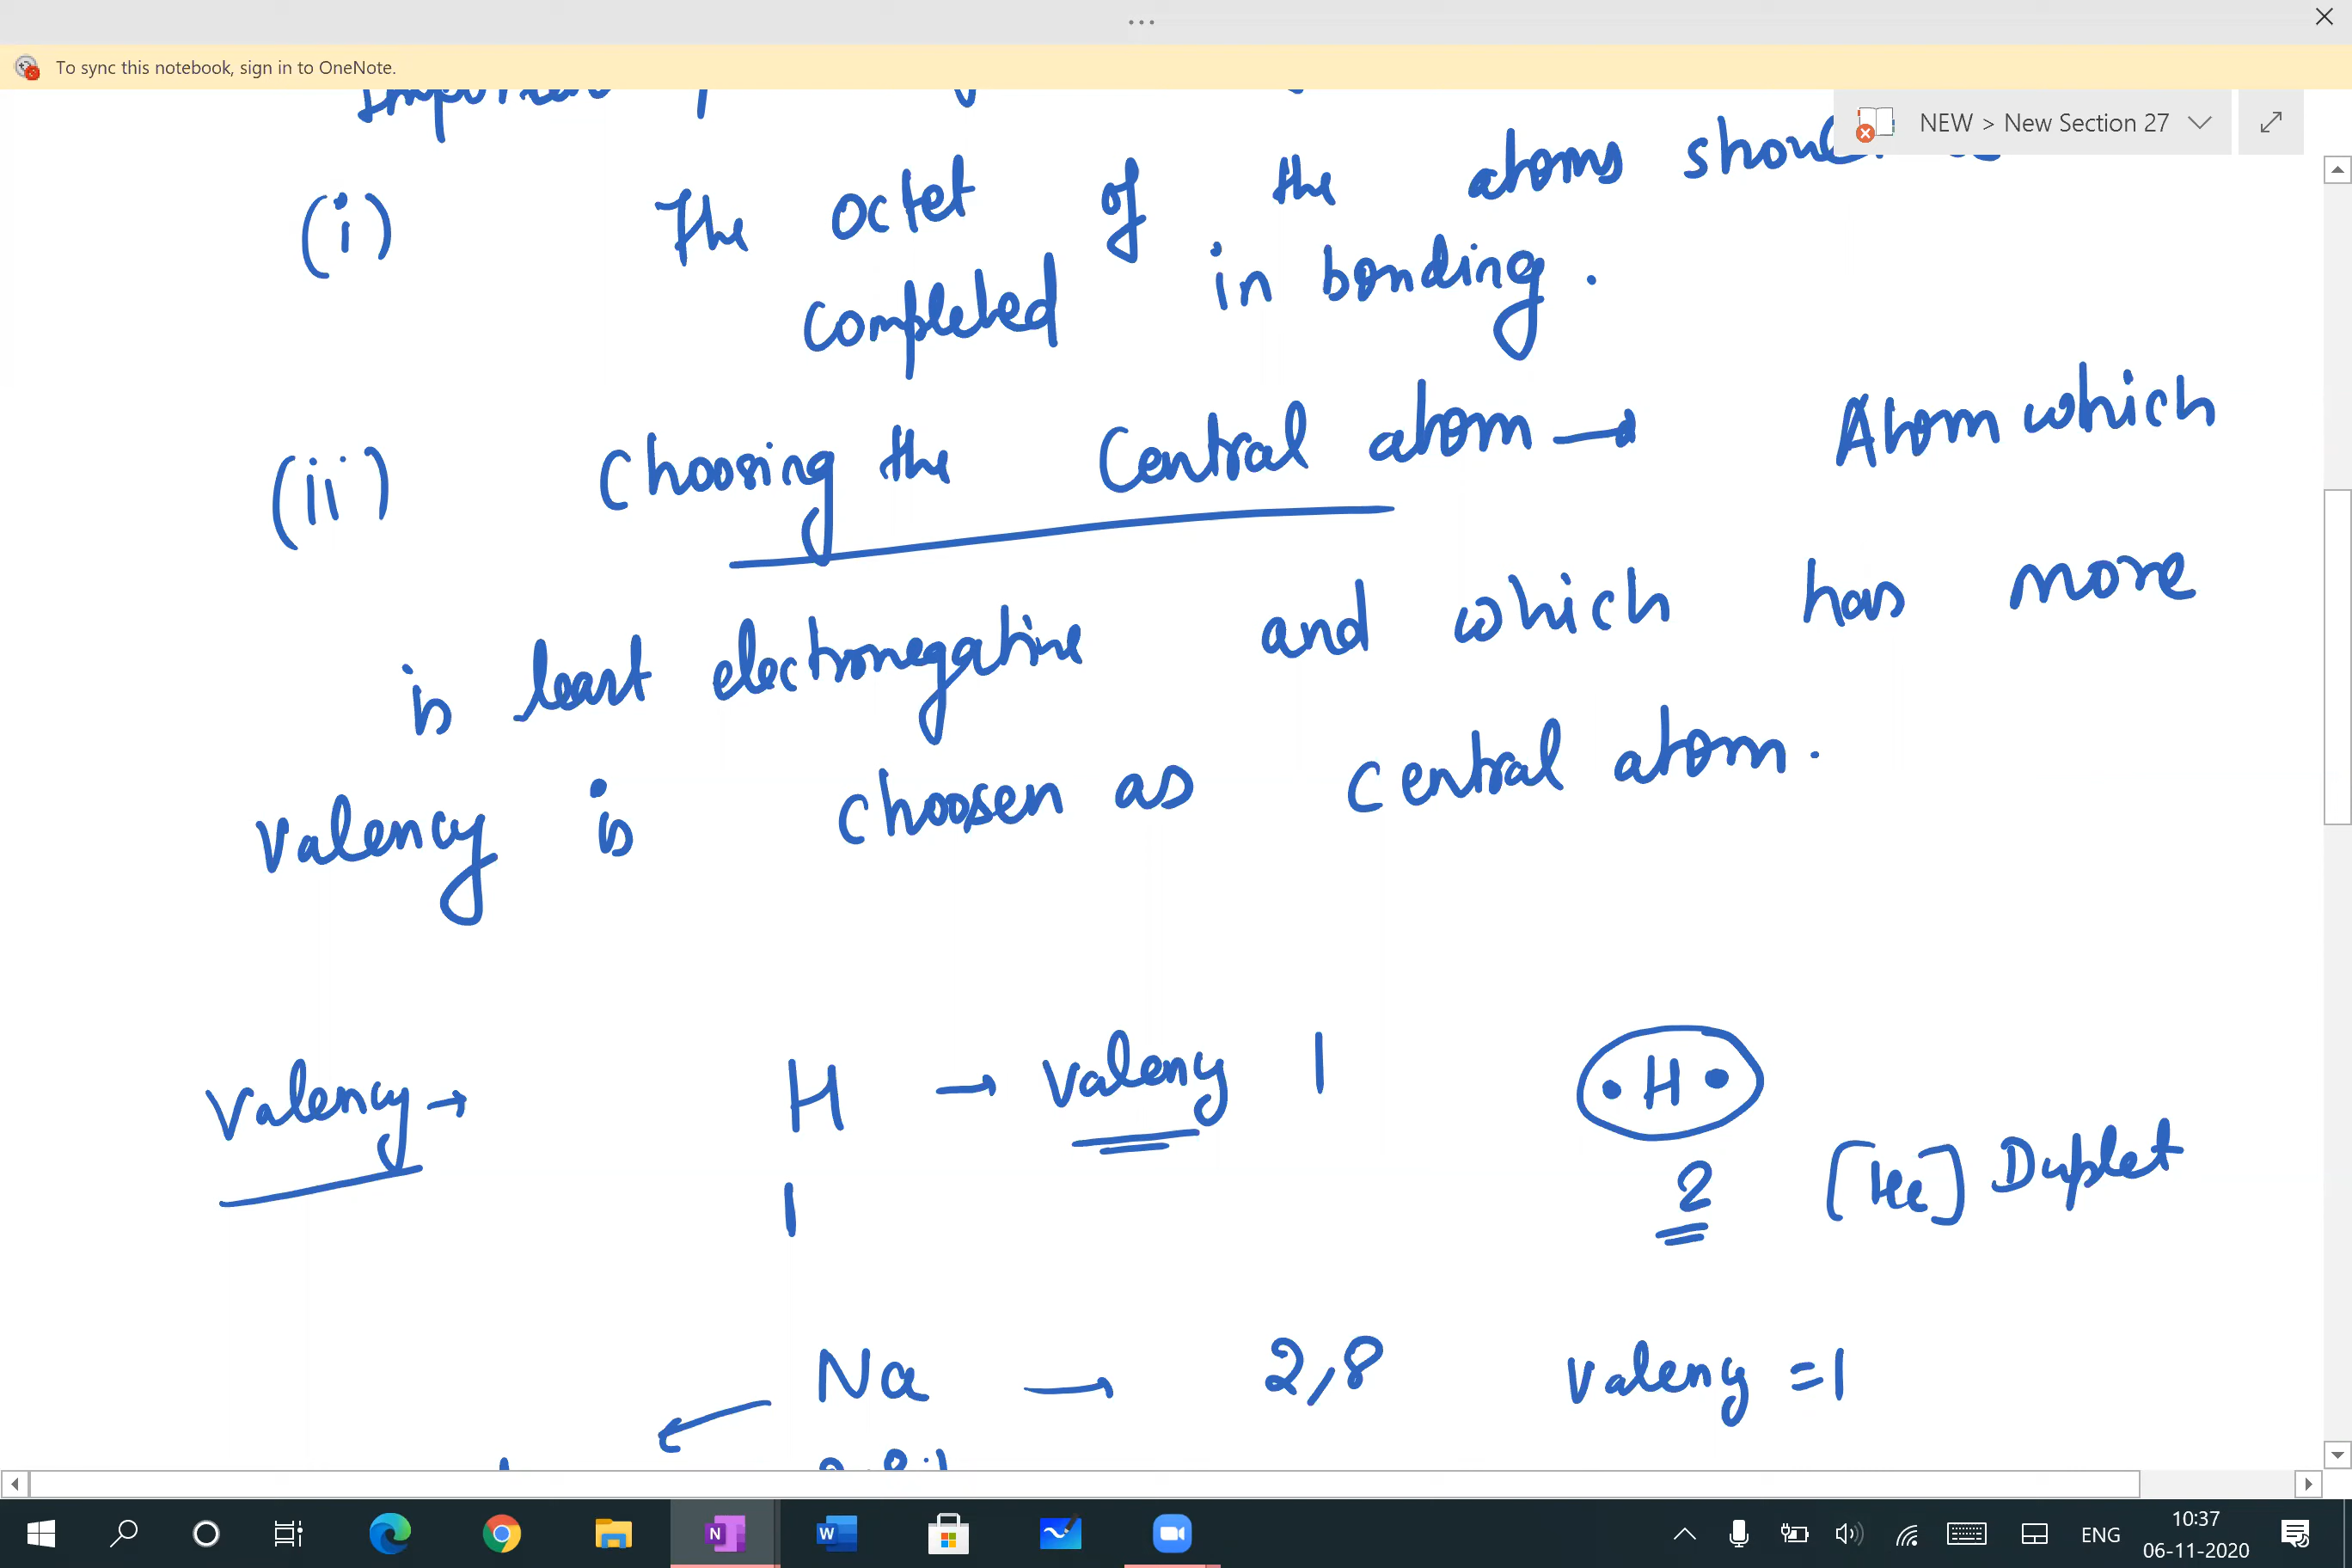 To sync this notebook, sign in to OneNote.
NEW > New Section 27
(i) The octet of the atoms
completed in bonding.
(ii) Choosing the Central atom → Atom which
is least electronegative and which has more
valency is choosen as central atom.
Valency → H → Valeny 1 •H•
1 2 [He] Duplet
Na → 2,8 Valeny = 1
2,8,1
ENG
10:37
06-11-2020